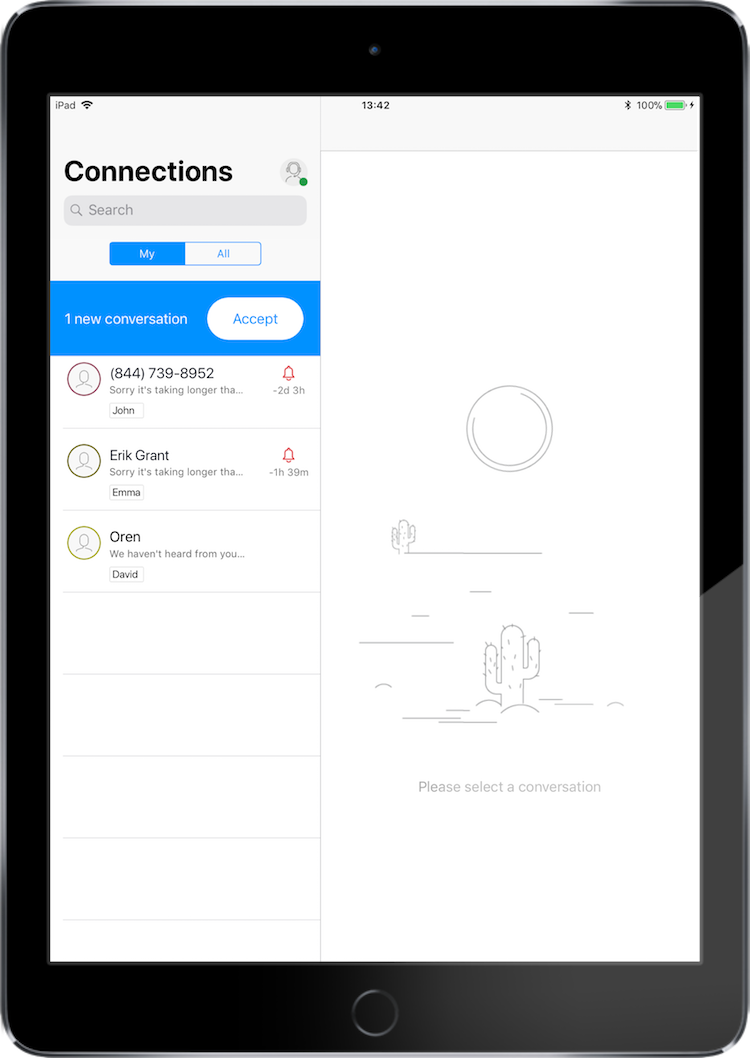 iPad 13:42 100%
Connections
Search
My All
1 new conversation Accept
(844) 739-8952
Sorry it's taking longer tha... -2d 3h
John
Erik Grant
Sorry it's taking longer tha... -1h 39m
Emma
Oren
We haven't heard from you...
David
Please select a conversation